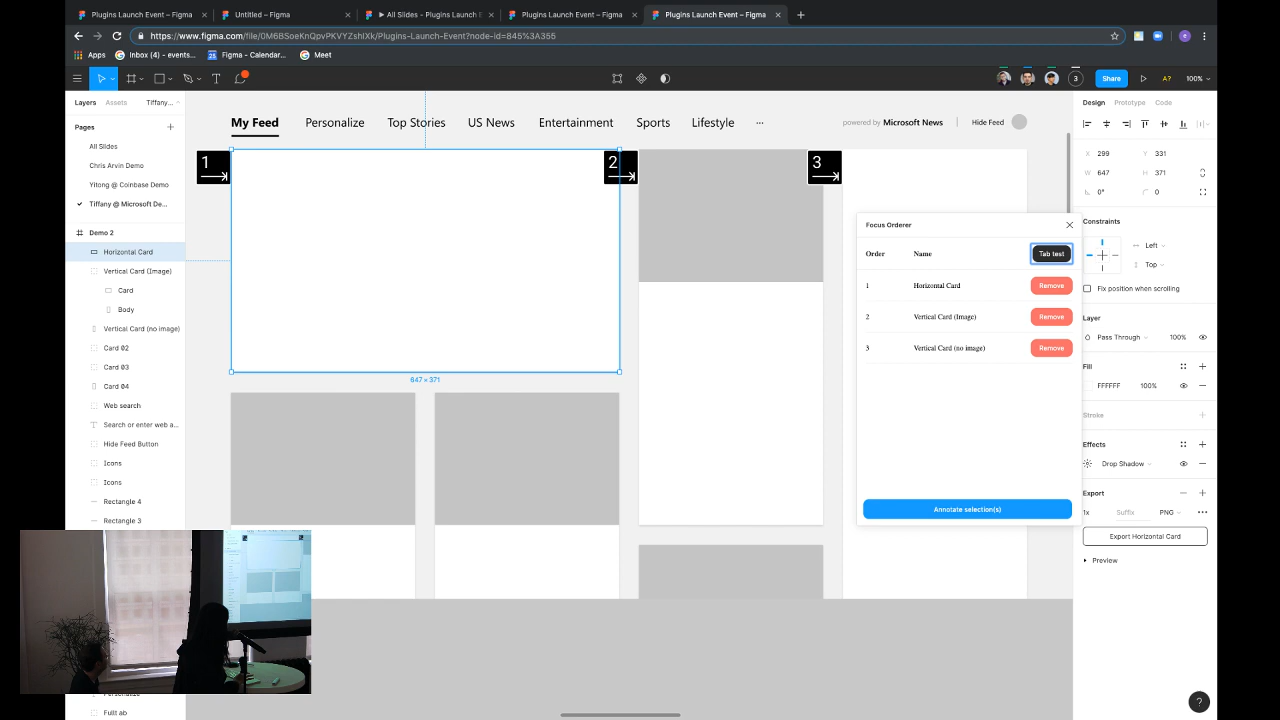 Plugins Launch Event – Figma
Untitled – Figma
► All Slides - Plugins Launch E
Plugins Launch Event – Figma
Plugins Launch Event – Figma
https://www.figma.com/file/0M6BSoeKnQpvPKVYZshIXk/Plugins-Launch-Event?node-id=845%3A355
Apps
Inbox (4) - events...
Figma - Calendar...
Meet
3
Share
A?
100%
Layers
Assets
Tiffany...
Pages
All Slides
Chris Arvin Demo
Yitong @ Coinbase Demo
Tiffany @ Microsoft De...
Demo 2
Horizontal Card
Vertical Card (Image)
Card
Body
Vertical Card (no image)
Card 02
Card 03
Card 04
Web search
Search or enter web a...
Hide Feed Button
Icons
Icons
Rectangle 4
Rectangle 3
Personalize
Fullt ab
My Feed
Personalize
Top Stories
US News
Entertainment
Sports
Lifestyle
...
powered by Microsoft News
Hide Feed
1
2
3
647 × 371
Focus Orderer
Order Name Tab test
1 Horizontal Card Remove
2 Vertical Card (Image) Remove
3 Vertical Card (no image) Remove
Annotate selection(s)
Design
Prototype
Code
X 299 Y 331
W 647 H 371
0° 0
Constraints
Left
Top
Fix position when scrolling
Layer
Pass Through 100%
Fill
FFFFFF 100%
Stroke
Effects
Drop Shadow
Export
1x Suffix PNG
Export Horizontal Card
Preview
?